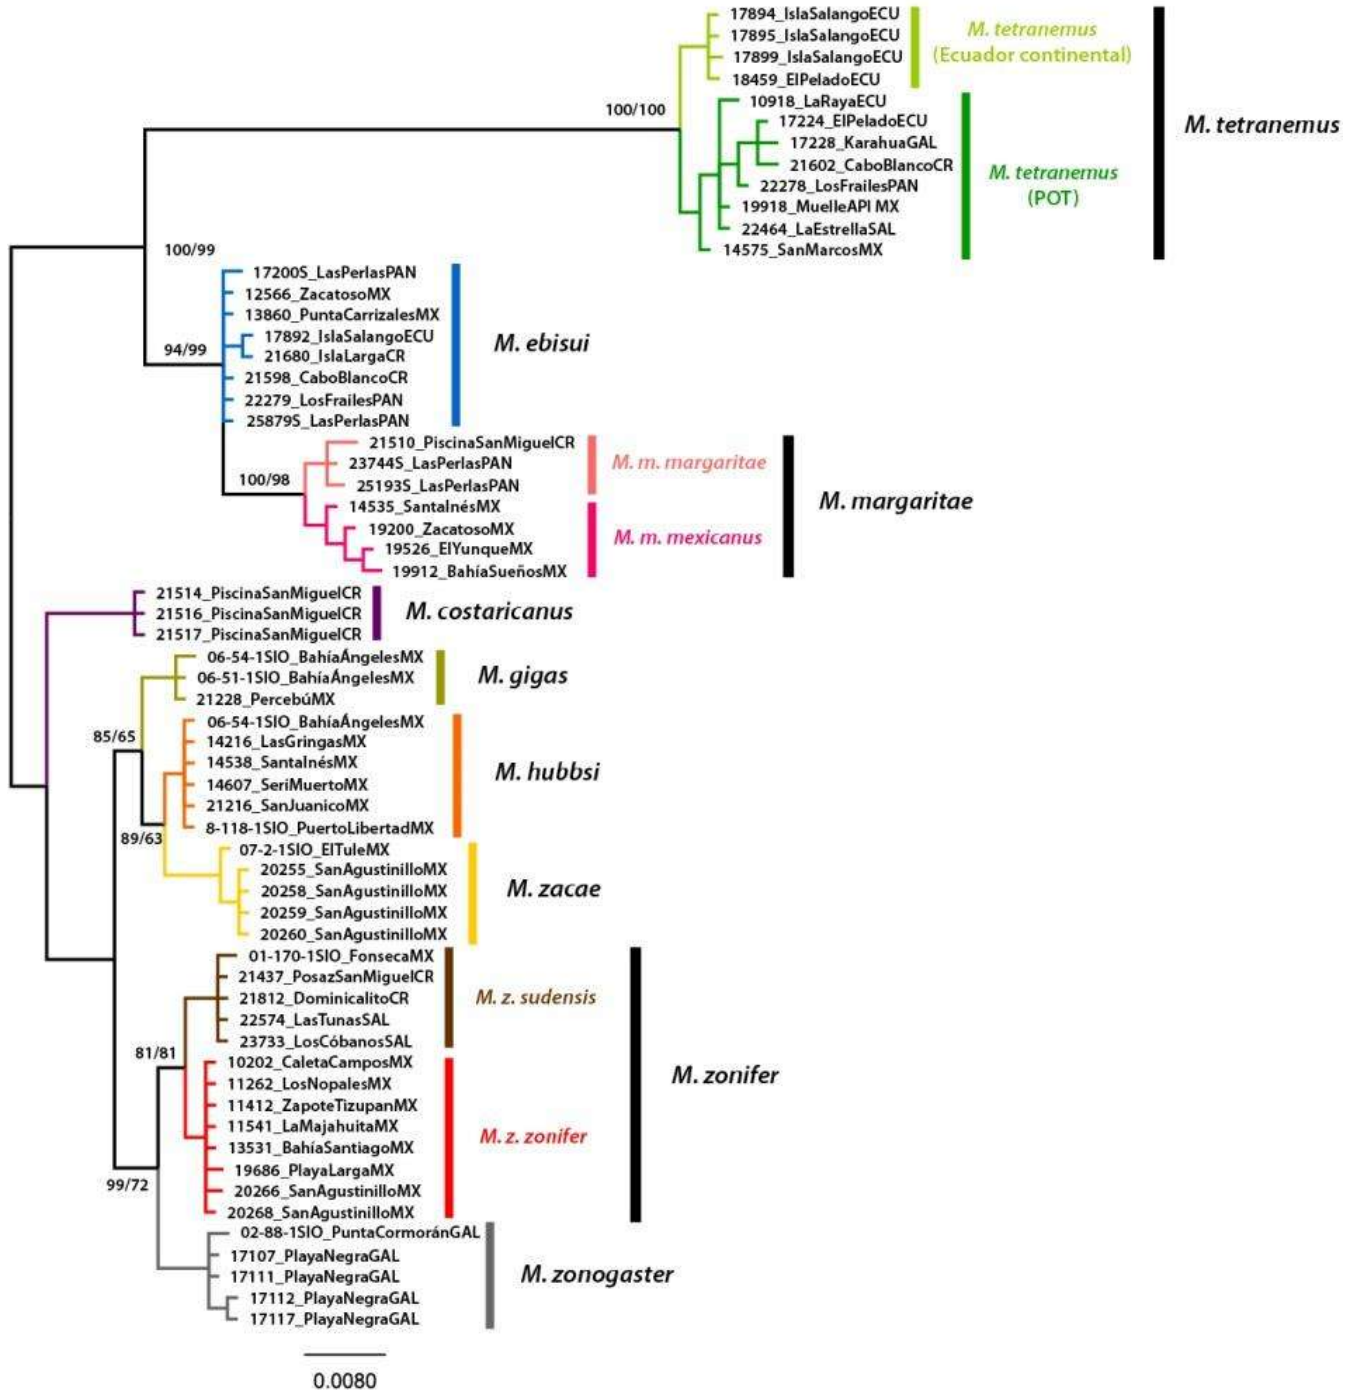 17894_IslaSalangoECU
17895_IslaSalangoECU
17899_IslaSalangoECU
18459_ElPeladoECU
M. tetranemus
(Ecuador continental)
100/100
10918_LaRayaECU
17224_ElPeladoECU
17228_KarahuaGAL
21602_CaboBlancoCR
22278_LosFrailesPAN
19918_MuelleAPI MX
22464_LaEstrellaSAL
14575_SanMarcosMX
M. tetranemus
(POT)
M. tetranemus
100/99
17200S_LasPerlasPAN
12566_ZacatosoMX
13860_PuntaCarrizalesMX
17892_IslaSalangoECU
21680_IslaLargaCR
21598_CaboBlancoCR
22279_LosFrailesPAN
25879S_LasPerlasPAN
94/99
M. ebisui
21510_PiscinaSanMiguelCR
23744S_LasPerlasPAN
25193S_LasPerlasPAN
M. m. margaritae
100/98
14535_SantaInésMX
19200_ZacatosoMX
19526_ElYunqueMX
19912_BahíaSueñosMX
M. m. mexicanus
M. margaritae
21514_PiscinaSanMiguelCR
21516_PiscinaSanMiguelCR
21517_PiscinaSanMiguelCR
M. costaricanus
06-54-1SIO_BahíaÁngelesMX
06-51-1SIO_BahíaÁngelesMX
21228_PercebúMX
M. gigas
85/65
06-54-1SIO_BahíaÁngelesMX
14216_LasGringasMX
14538_SantaInésMX
14607_SeriMuertoMX
21216_SanJuanicoMX
8-118-1SIO_PuertoLibertadMX
M. hubbsi
89/63
07-2-1SIO_ElTuleMX
20255_SanAgustinilloMX
20258_SanAgustinilloMX
20259_SanAgustinilloMX
20260_SanAgustinilloMX
M. zacae
01-170-1SIO_FonsecaMX
21437_PosazSanMiguelCR
21812_DominicalitoCR
22574_LasTunasSAL
23733_LosCóbanosSAL
M. z. sudensis
81/81
10202_CaletaCamposMX
11262_LosNopalesMX
11412_ZapoteTizupanMX
11541_LaMajahuitaMX
13531_BahíaSantiagoMX
19686_PlayaLargaMX
20266_SanAgustinilloMX
20268_SanAgustinilloMX
M. z. zonifer
M. zonifer
99/72
02-88-1SIO_PuntaCormoránGAL
17107_PlayaNegraGAL
17111_PlayaNegraGAL
17112_PlayaNegraGAL
17117_PlayaNegraGAL
M. zonogaster
0.0080